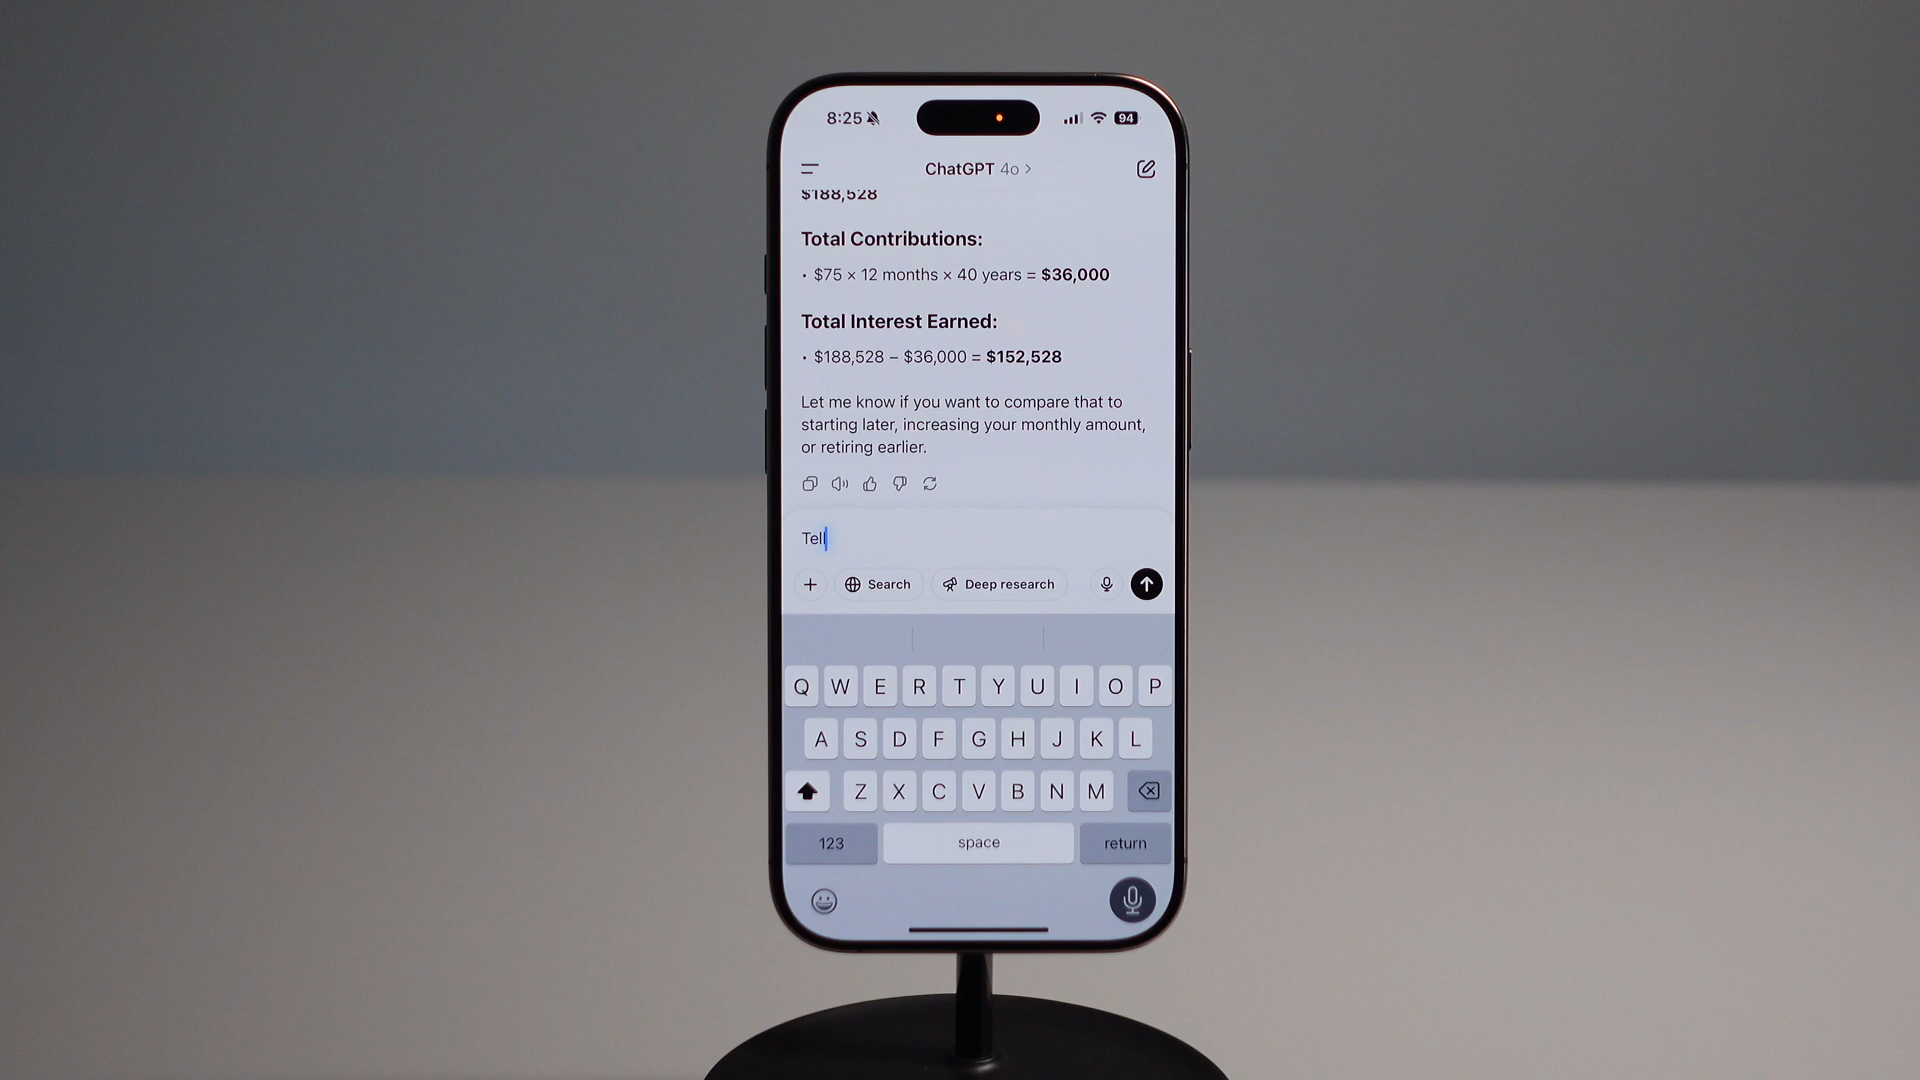 8:25 94
ChatGPT 4o >
$188,528
Total Contributions:
• $75 × 12 months × 40 years = $36,000
Total Interest Earned:
• $188,528 – $36,000 = $152,528
Let me know if you want to compare that to
starting later, increasing your monthly amount,
or retiring earlier.
Tell
Search Deep research
Q W E R T Y U I O P
A S D F G H J K L
Z X C V B N M
123 space return